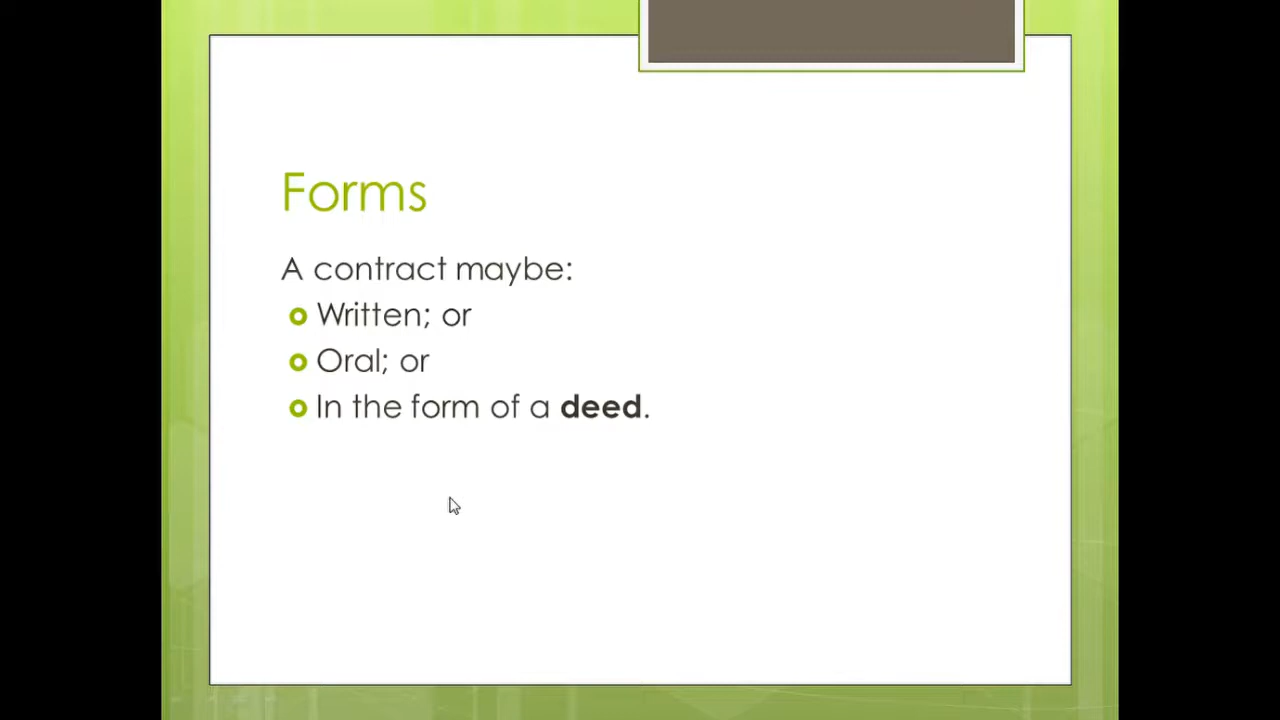 Forms
A contract maybe:
Written; or
Oral; or
In the form of a deed.